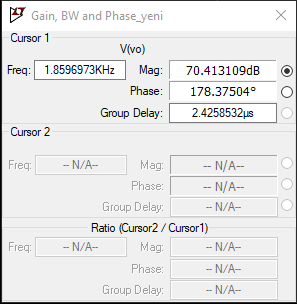 Gain, BW and Phase_yeni
Cursor 1
V(vo)
Freq: 1.8596973KHz Mag: 70.413109dB
Phase: 178.37504°
Group Delay: 2.4258532µs
Cursor 2
Freq: -- N/A-- Mag: -- N/A--
Phase: -- N/A--
Group Delay: -- N/A--
Ratio (Cursor2 / Cursor1)
Freq: -- N/A-- Mag: -- N/A--
Phase: -- N/A--
Group Delay: -- N/A--